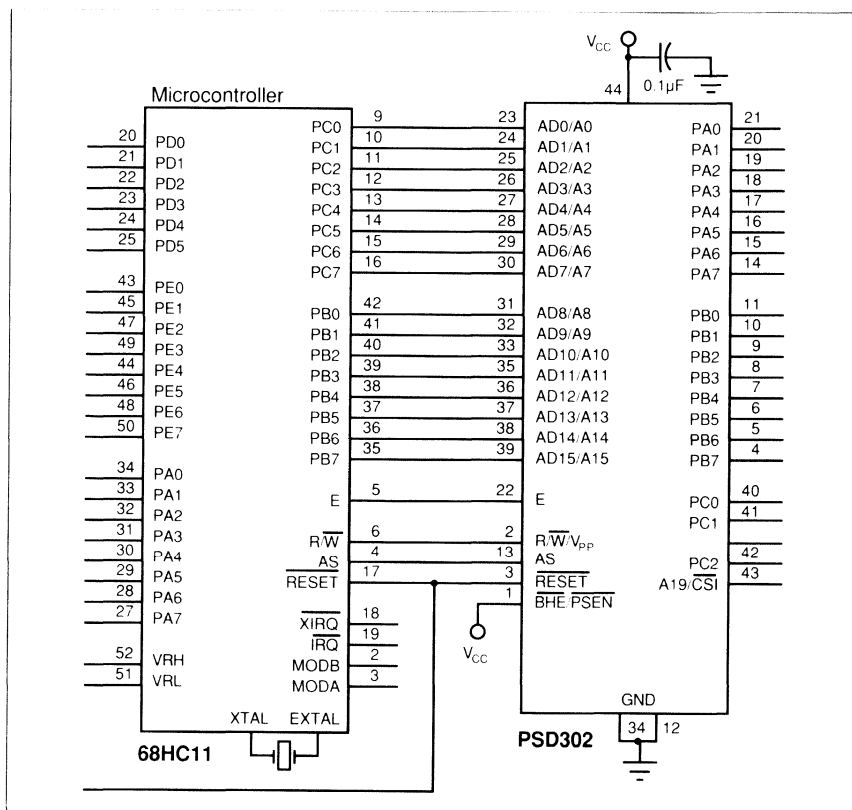 VCC
0.1µF
44
Microcontroller
20 PD0
21 PD1
22 PD2
23 PD3
24 PD4
25 PD5
43 PE0
45 PE1
47 PE2
49 PE3
44 PE4
46 PE5
48 PE6
50 PE7
34 PA0
33 PA1
32 PA2
31 PA3
30 PA4
29 PA5
28 PA6
27 PA7
52 VRH
51 VRL
PC0 9
PC1 10
PC2 11
PC3 12
PC4 13
PC5 14
PC6 15
PC7 16
PB0 42
PB1 41
PB2 40
PB3 39
PB4 38
PB5 37
PB6 36
PB7 35
E 5
R/W̅ 6
AS 4
R̅E̅S̅E̅T̅ 17
X̅I̅R̅Q̅ 18
I̅R̅Q̅ 19
MODB 2
MODA 3
XTAL EXTAL
68HC11
23 AD0/A0
24 AD1/A1
25 AD2/A2
26 AD3/A3
27 AD4/A4
28 AD5/A5
29 AD6/A6
30 AD7/A7
31 AD8/A8
32 AD9/A9
33 AD10/A10
35 AD11/A11
36 AD12/A12
37 AD13/A13
38 AD14/A14
39 AD15/A15
22 E
2 R/W̅/VPP
13 AS
3 R̅E̅S̅E̅T̅
1 B̅H̅E̅/P̅S̅E̅N̅
VCC
PA0 21
PA1 20
PA2 19
PA3 18
PA4 17
PA5 16
PA6 15
PA7 14
PB0 11
PB1 10
PB2 9
PB3 8
PB4 7
PB5 6
PB6 5
PB7 4
PC0 40
PC1 41
PC2 42
A19/C̅S̅I̅ 43
GND
34 12
PSD302